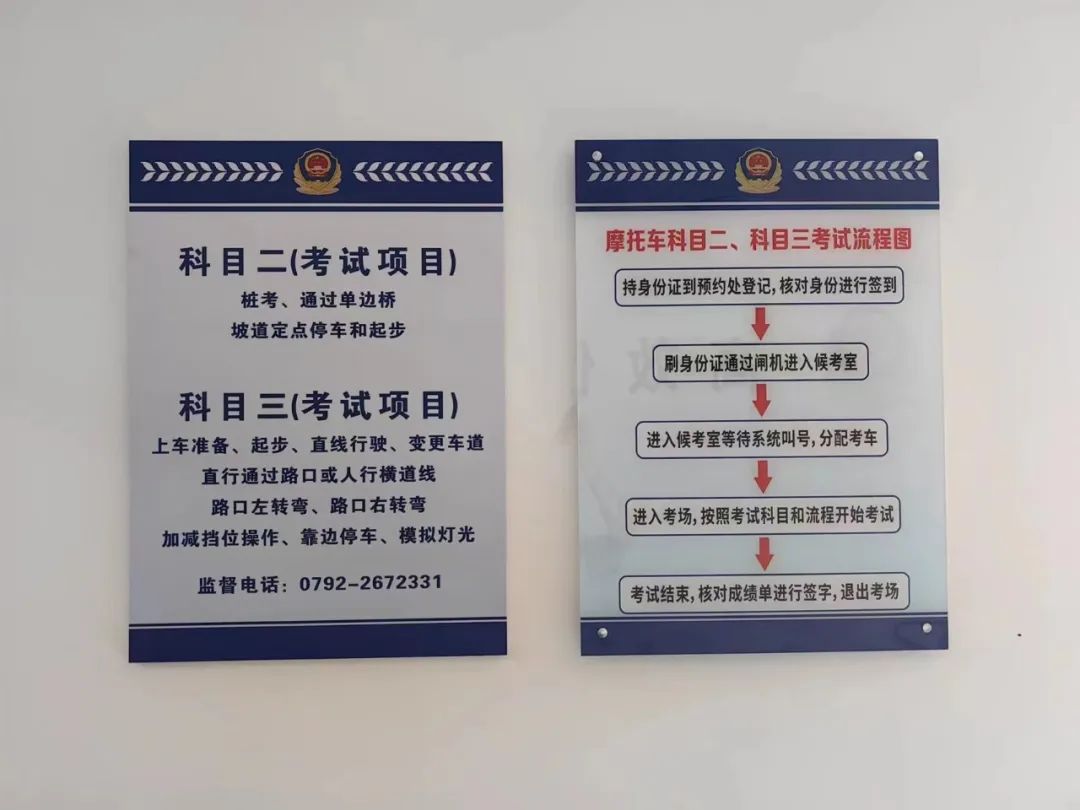 科目二(考试项目)
桩考、通过单边桥
坡道定点停车和起步
科目三(考试项目)
上车准备、起步、直线行驶、变更车道
直行通过路口或人行横道线
路口左转弯、路口右转弯
加减挡位操作、靠边停车、模拟灯光
监督电话：0792-2672331
摩托车科目二、科目三考试流程图
持身份证到预约处登记,核对身份进行签到
刷身份证通过闸机进入候考室
进入候考室等待系统叫号,分配考车
进入考场,按照考试科目和流程开始考试
考试结束,核对成绩单进行签字,退出考场